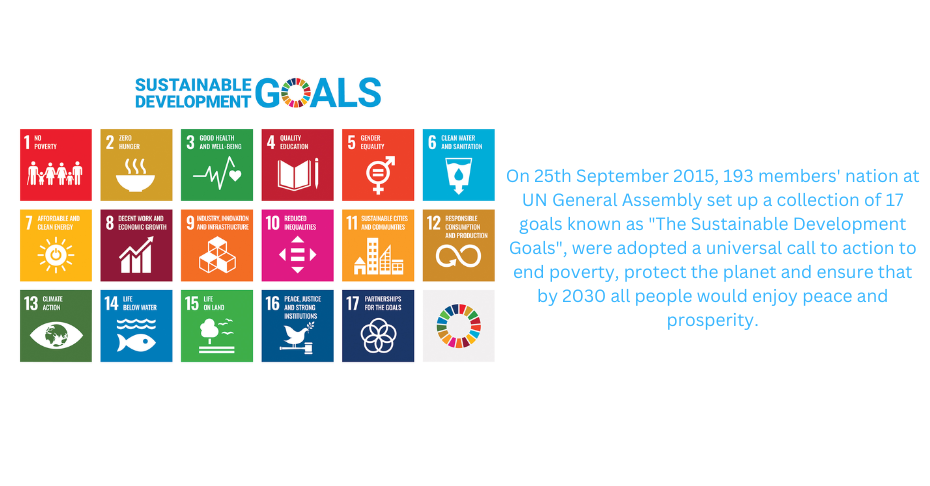 SUSTAINABLE
DEVELOPMENT GOALS
1 NO
POVERTY
2 ZERO
HUNGER
3 GOOD HEALTH
AND WELL-BEING
4 QUALITY
EDUCATION
5 GENDER
EQUALITY
6 CLEAN WATER
AND SANITATION
7 AFFORDABLE AND
CLEAN ENERGY
8 DECENT WORK AND
ECONOMIC GROWTH
9 INDUSTRY, INNOVATION
AND INFRASTRUCTURE
10 REDUCED
INEQUALITIES
11 SUSTAINABLE CITIES
AND COMMUNITIES
12 RESPONSIBLE
CONSUMPTION
AND PRODUCTION
13 CLIMATE
ACTION
14 LIFE
BELOW WATER
15 LIFE
ON LAND
16 PEACE, JUSTICE
AND STRONG
INSTITUTIONS
17 PARTNERSHIPS
FOR THE GOALS
On 25th September 2015, 193 members' nation at
UN General Assembly set up a collection of 17
goals known as "The Sustainable Development
Goals", were adopted a universal call to action to
end poverty, protect the planet and ensure that
by 2030 all people would enjoy peace and
prosperity.